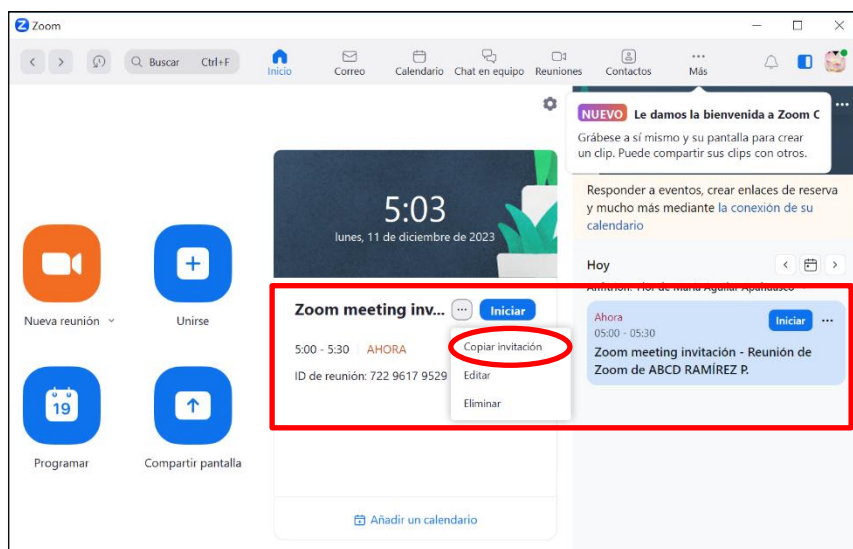 Zoom
Buscar Ctrl+F
Inicio
Correo
Calendario
Chat en equipo
Reuniones
Contactos
Más
NUEVO Le damos la bienvenida a Zoom C
Grábese a sí mismo y su pantalla para crear
un clip. Puede compartir sus clips con otros.
5:03
lunes, 11 de diciembre de 2023
Responder a eventos, crear enlaces de reserva
y mucho más mediante la conexión de su
calendario
Hoy
Nueva reunión
Unirse
19
Programar
Compartir pantalla
Zoom meeting inv... ... Iniciar
5:00 - 5:30 AHORA
ID de reunión: 722 9617 9529
Copiar invitación
Editar
Eliminar
Añadir un calendario
Ahora
05:00 - 05:30
Iniciar
Zoom meeting invitación - Reunión de
Zoom de ABCD RAMÍREZ P.